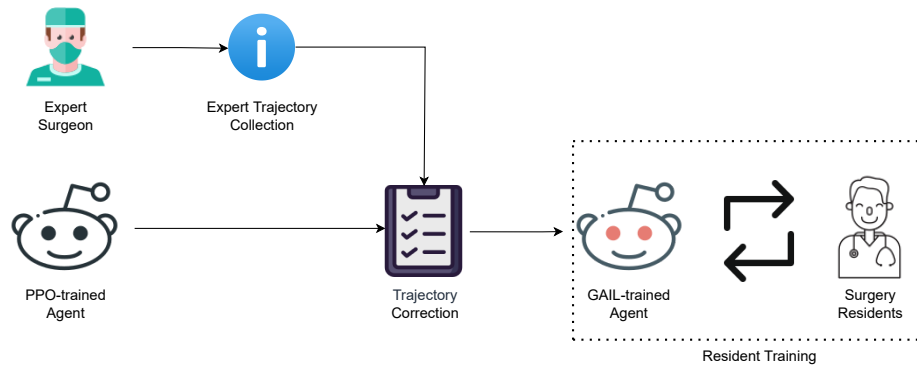 Expert
Surgeon
Expert Trajectory
Collection
PPO-trained
Agent
Trajectory
Correction
GAIL-trained
Agent
Surgery
Residents
Resident Training